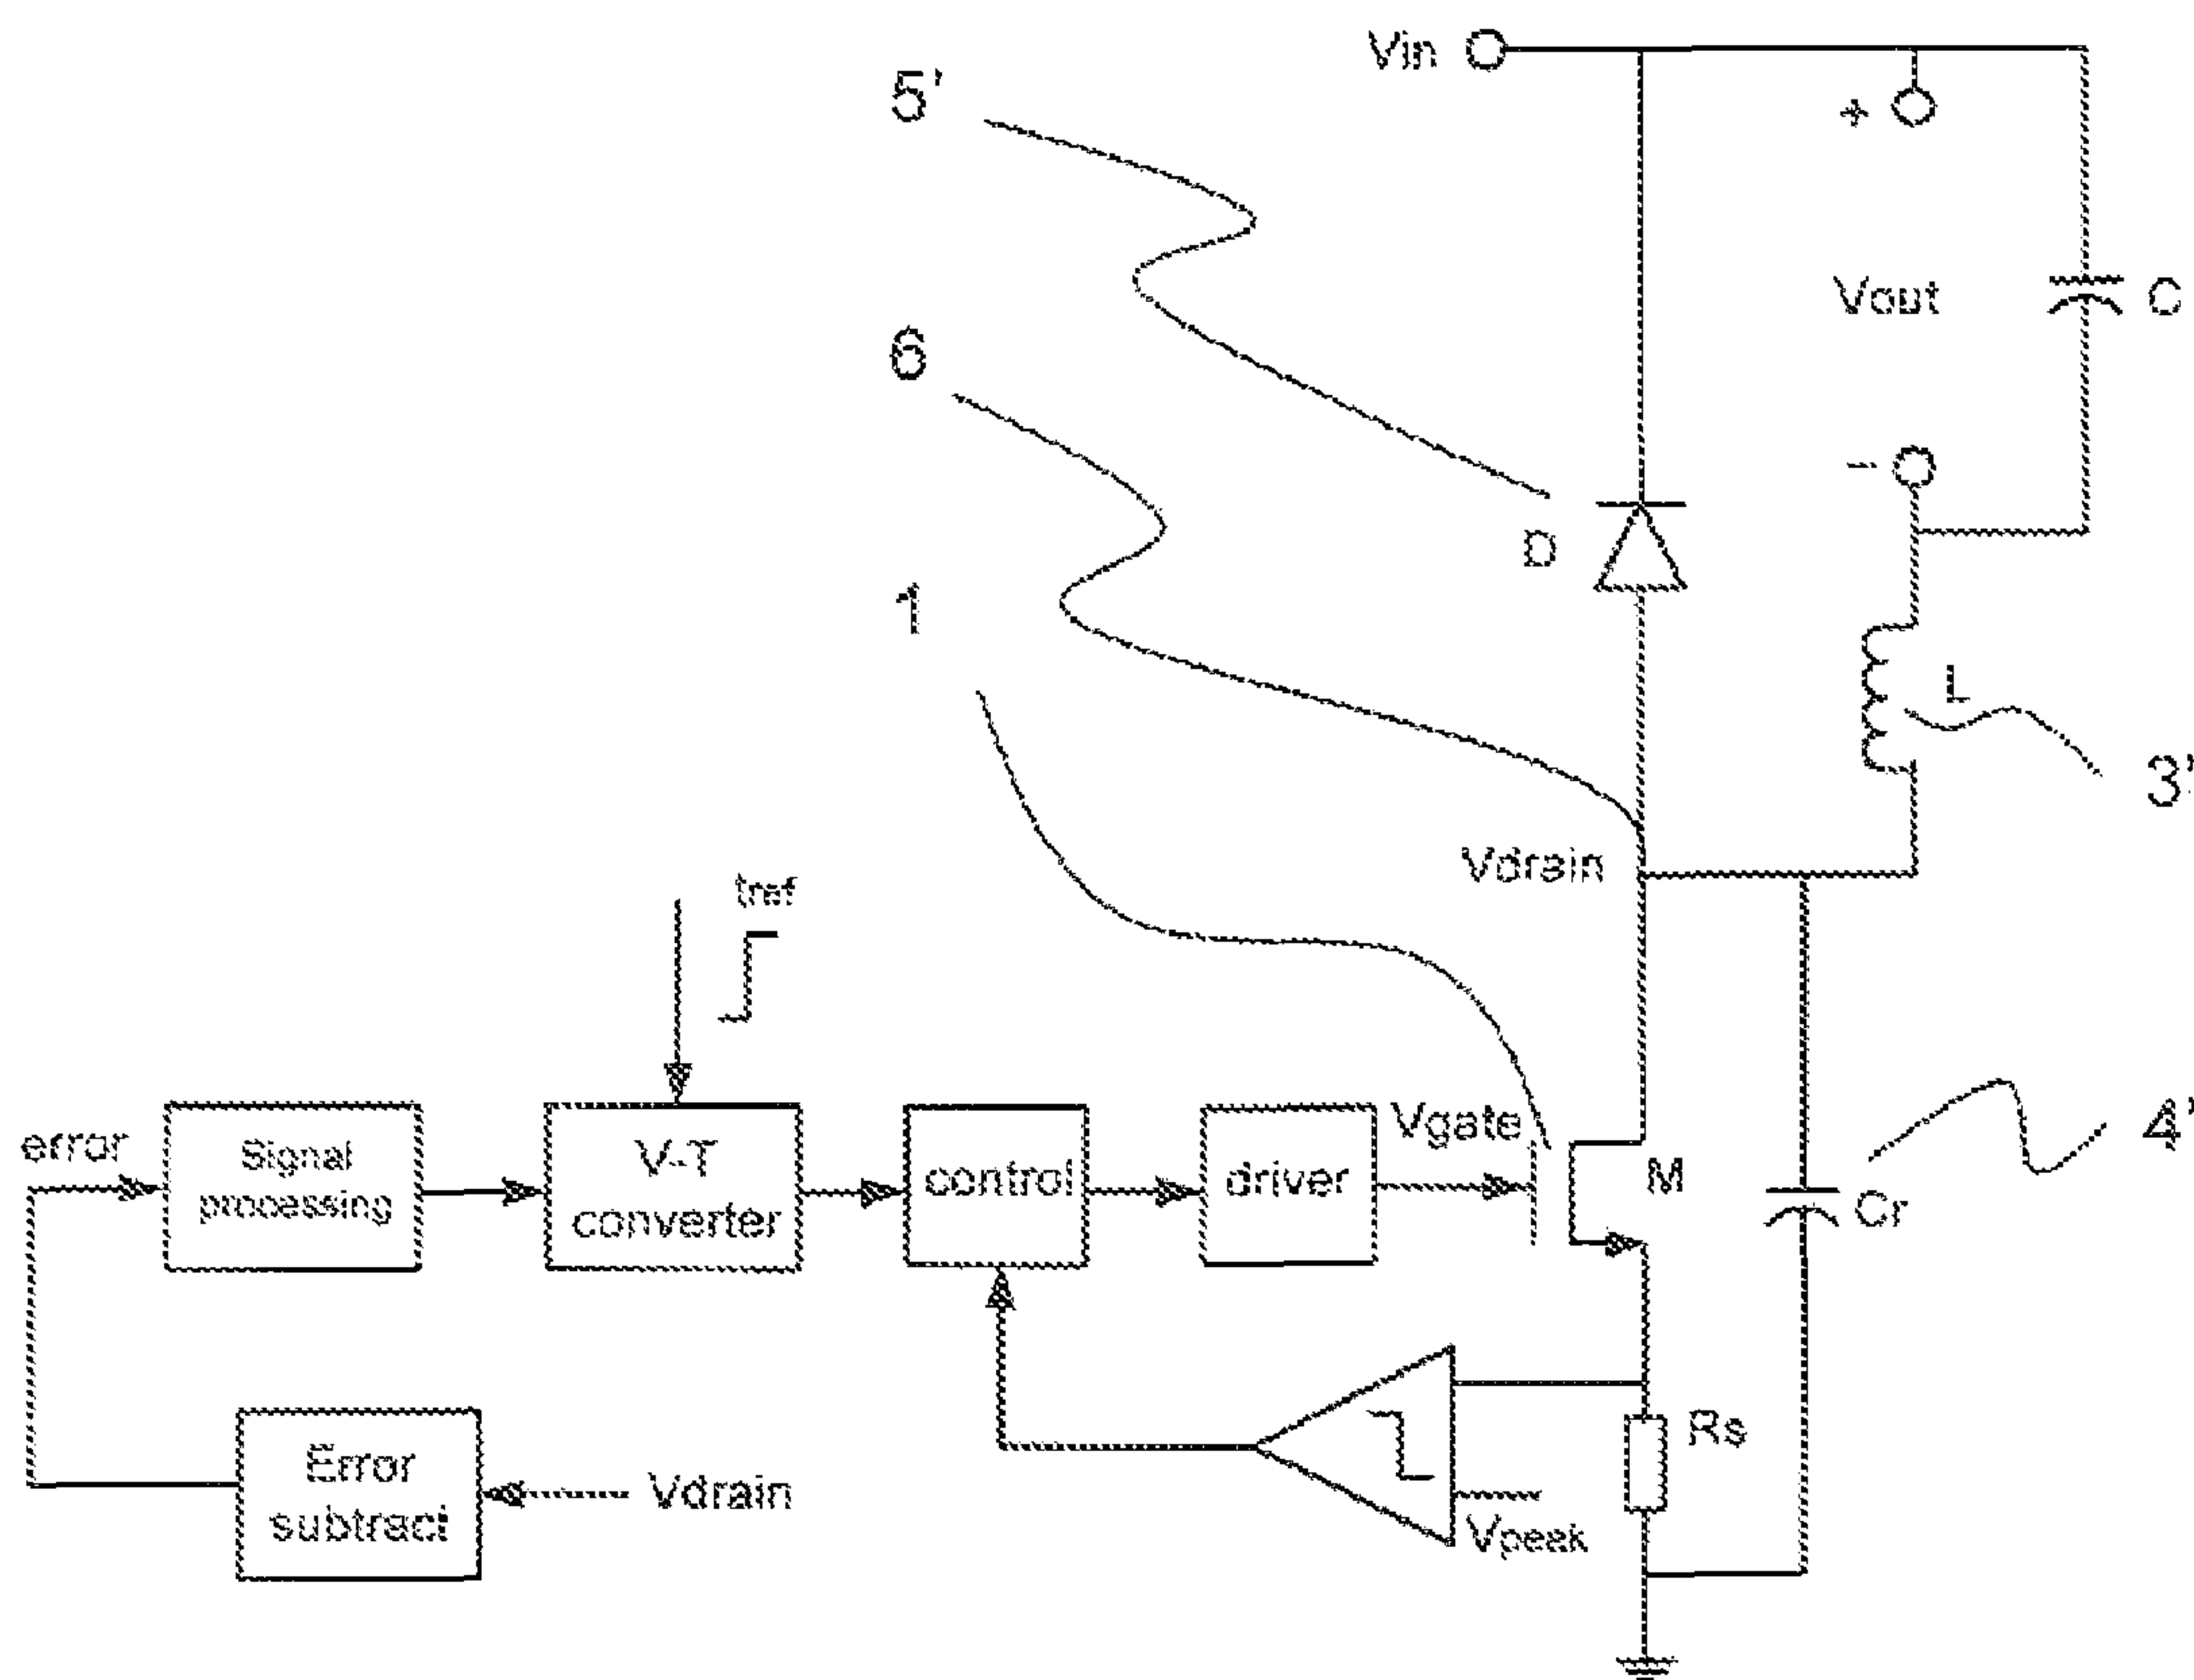 Vin
5'
+
Vout
C
6
-
D
1
L
3'
Vdrain
tref
error
Signal
processing
V-T
converter
control
driver
Vgate
M
Cr
4'
Error
subtract
Vdrain
Vpeak
Rs